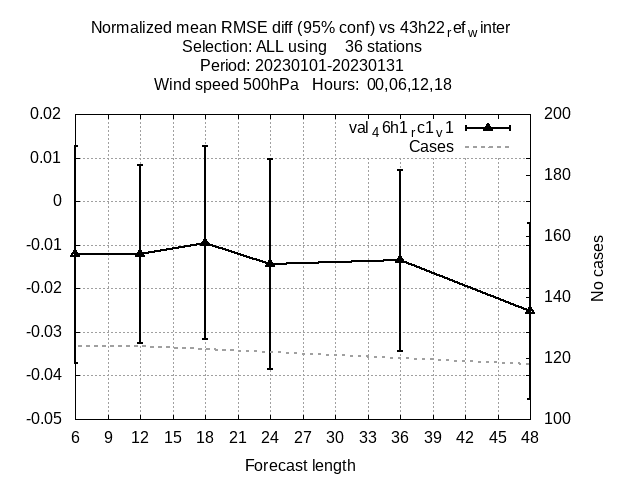 Normalized mean RMSE diff (95% conf) vs 43h22refwinter
Selection: ALL using 36 stations
Period: 20230101-20230131
Wind speed 500hPa Hours: 00,06,12,18
val46h1rc1v1
Cases
0.02
0.01
0
-0.01
-0.02
-0.03
-0.04
-0.05
200
180
160
140
120
100
No cases
6 9 12 15 18 21 24 27 30 33 36 39 42 45 48
Forecast length